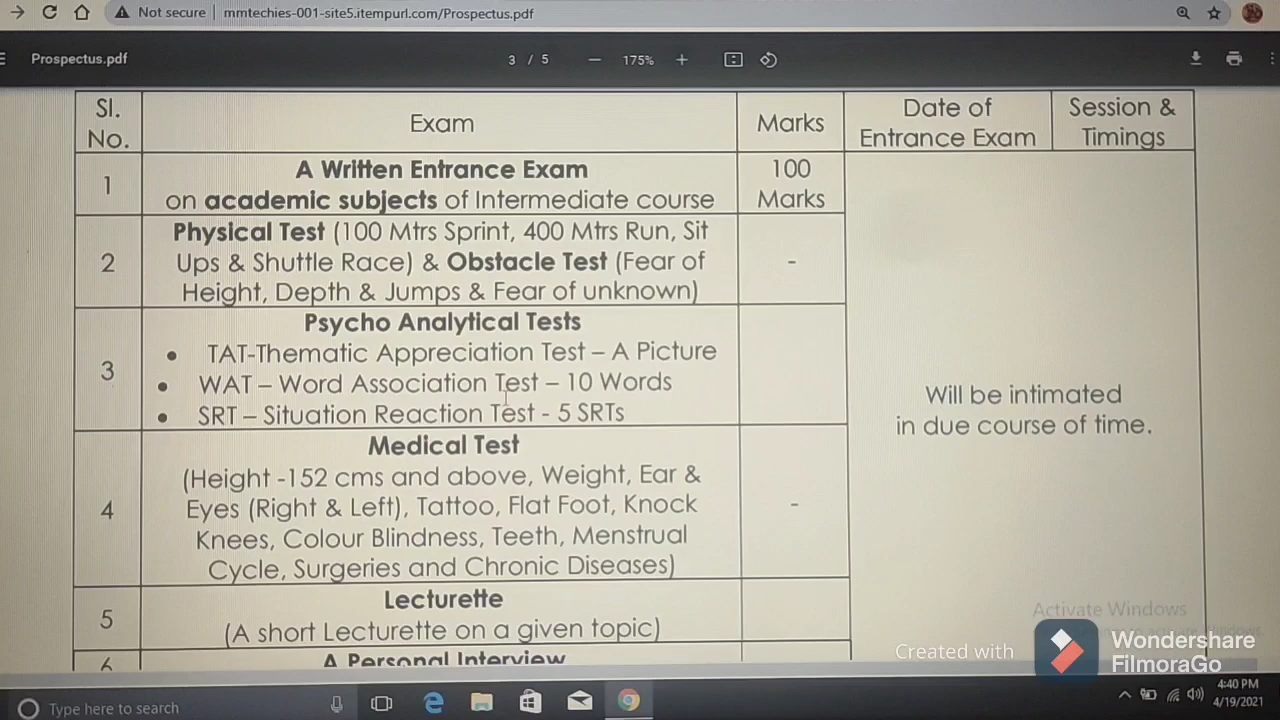 Not secure
mmtechies-001-site5.itempurl.com/Prospectus.pdf
Prospectus.pdf
3 / 5
175%
Sl.
No.
Exam
Marks
Date of
Entrance Exam
Session &
Timings
1
A Written Entrance Exam
on academic subjects of Intermediate course
100
Marks
2
Physical Test (100 Mtrs Sprint, 400 Mtrs Run, Sit
Ups & Shuttle Race) & Obstacle Test (Fear of
Height, Depth & Jumps & Fear of unknown)
-
3
Psycho Analytical Tests
• TAT-Thematic Appreciation Test – A Picture
• WAT – Word Association Test – 10 Words
• SRT – Situation Reaction Test - 5 SRTs
Will be intimated
in due course of time.
4
Medical Test
(Height -152 cms and above, Weight, Ear &
Eyes (Right & Left), Tattoo, Flat Foot, Knock
Knees, Colour Blindness, Teeth, Menstrual
Cycle, Surgeries and Chronic Diseases)
-
5
Lecturette
(A short Lecturette on a given topic)
6
A Personal Interview
Activate Windows
Created with
Wondershare
FilmoraGo
Type here to search
4:40 PM
4/19/2021